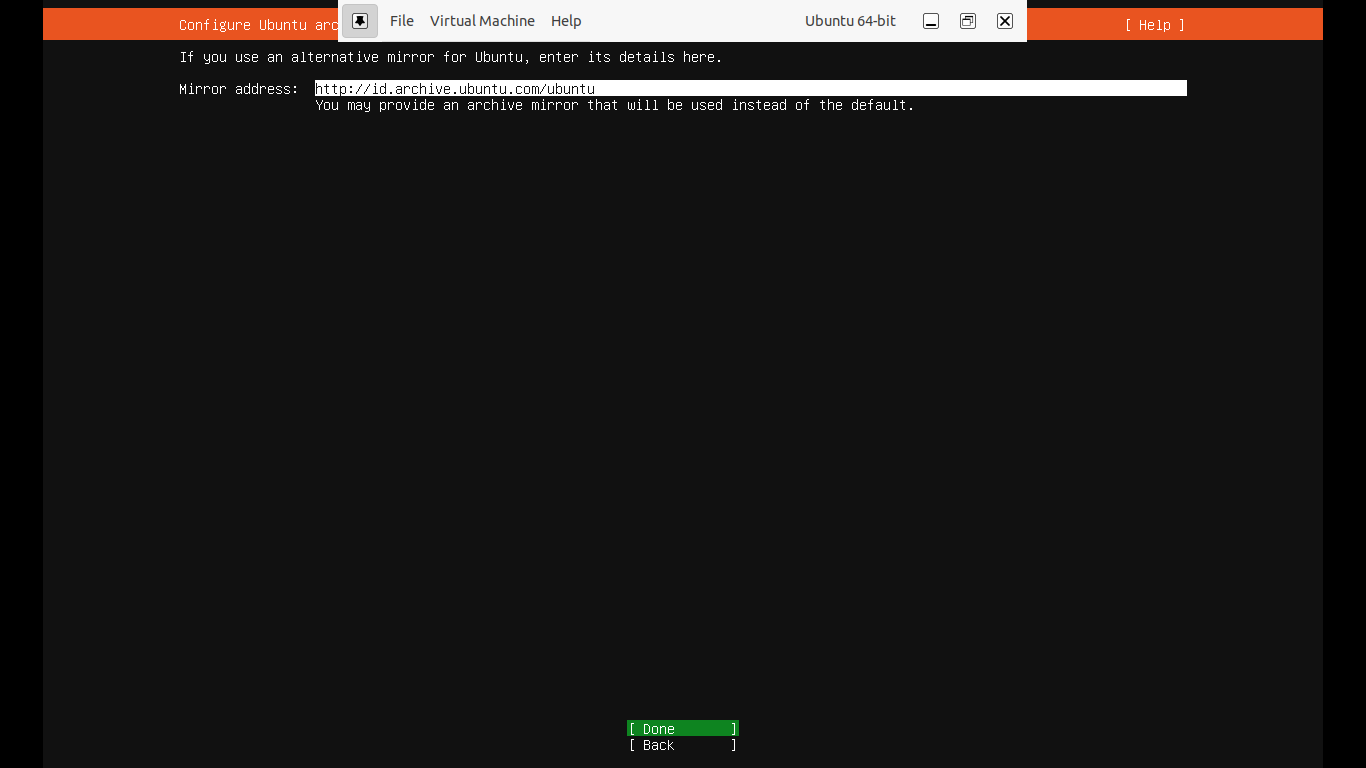 File Virtual Machine Help Ubuntu 64-bit
Configure Ubuntu arc [ Help ]
If you use an alternative mirror for Ubuntu, enter its details here.
Mirror address: http://id.archive.ubuntu.com/ubuntu
You may provide an archive mirror that will be used instead of the default.
[ Done ]
[ Back ]